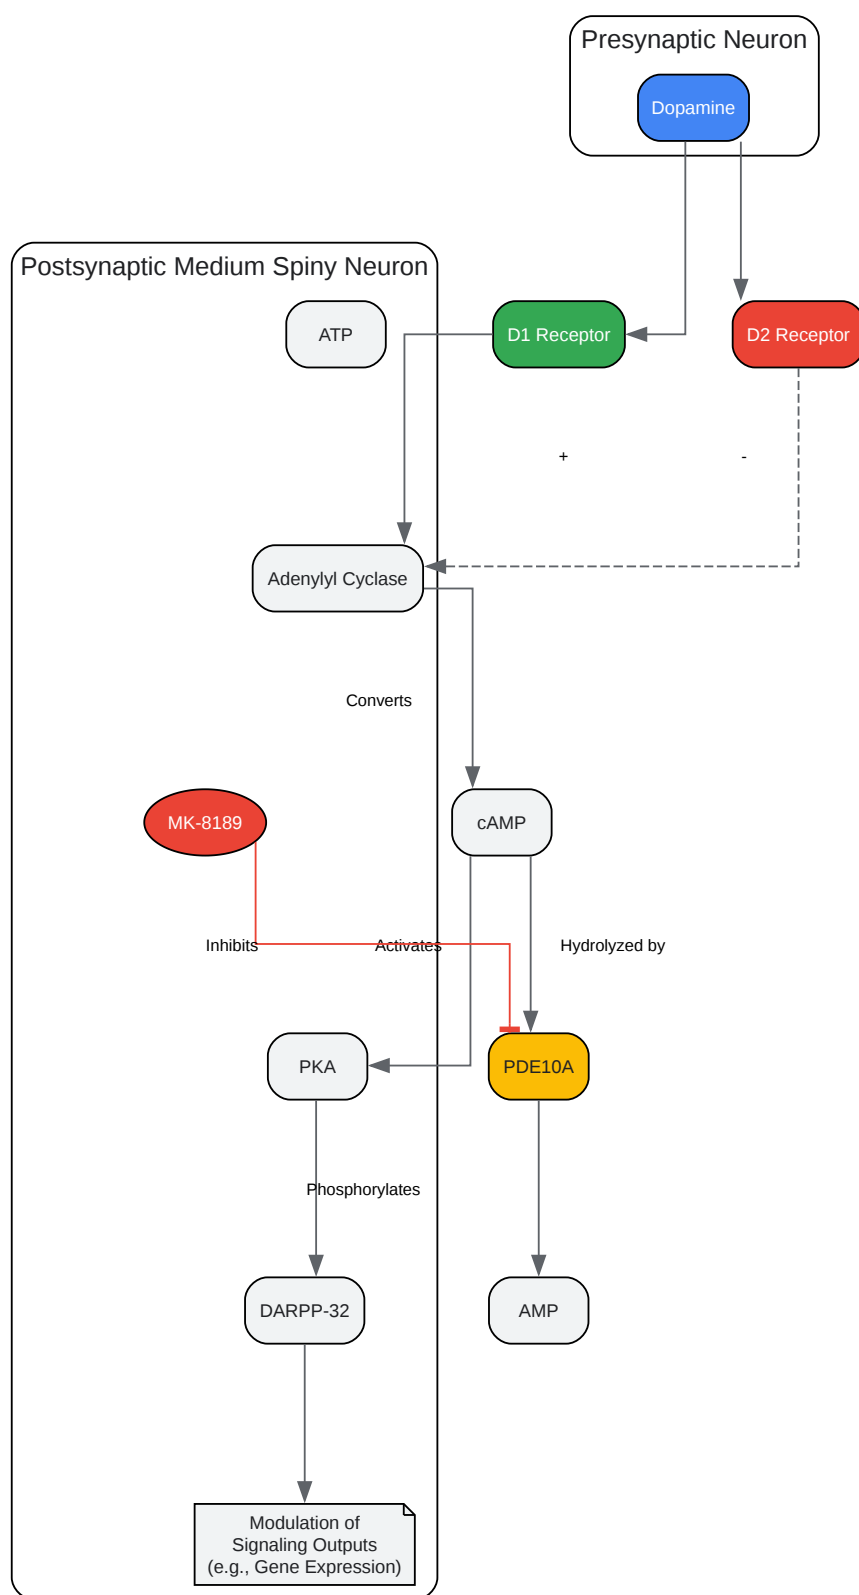 Presynaptic Neuron
Dopamine
Postsynaptic Medium Spiny Neuron
ATP
D1 Receptor
D2 Receptor
+
-
Adenylyl Cyclase
Converts
MK-8189
cAMP
Inhibits
Activates
Hydrolyzed by
PKA
PDE10A
Phosphorylates
DARPP-32
AMP
Modulation of
Signaling Outputs
(e.g., Gene Expression)